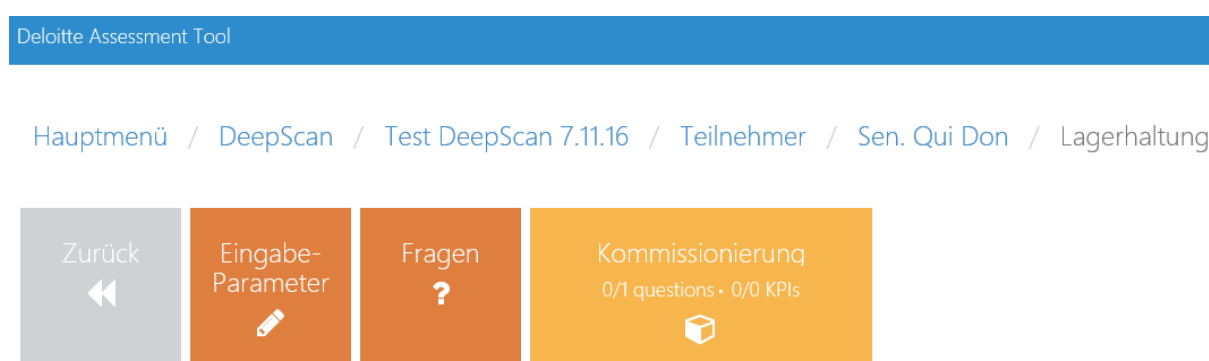 Deloitte Assessment Tool
Hauptmenü / DeepScan / Test DeepScan 7.11.16 / Teilnehmer / Sen. Qui Don / Lagerhaltung
Zurück
Eingabe-
Parameter
Fragen
?
Kommissionierung
0/1 questions • 0/0 KPIs